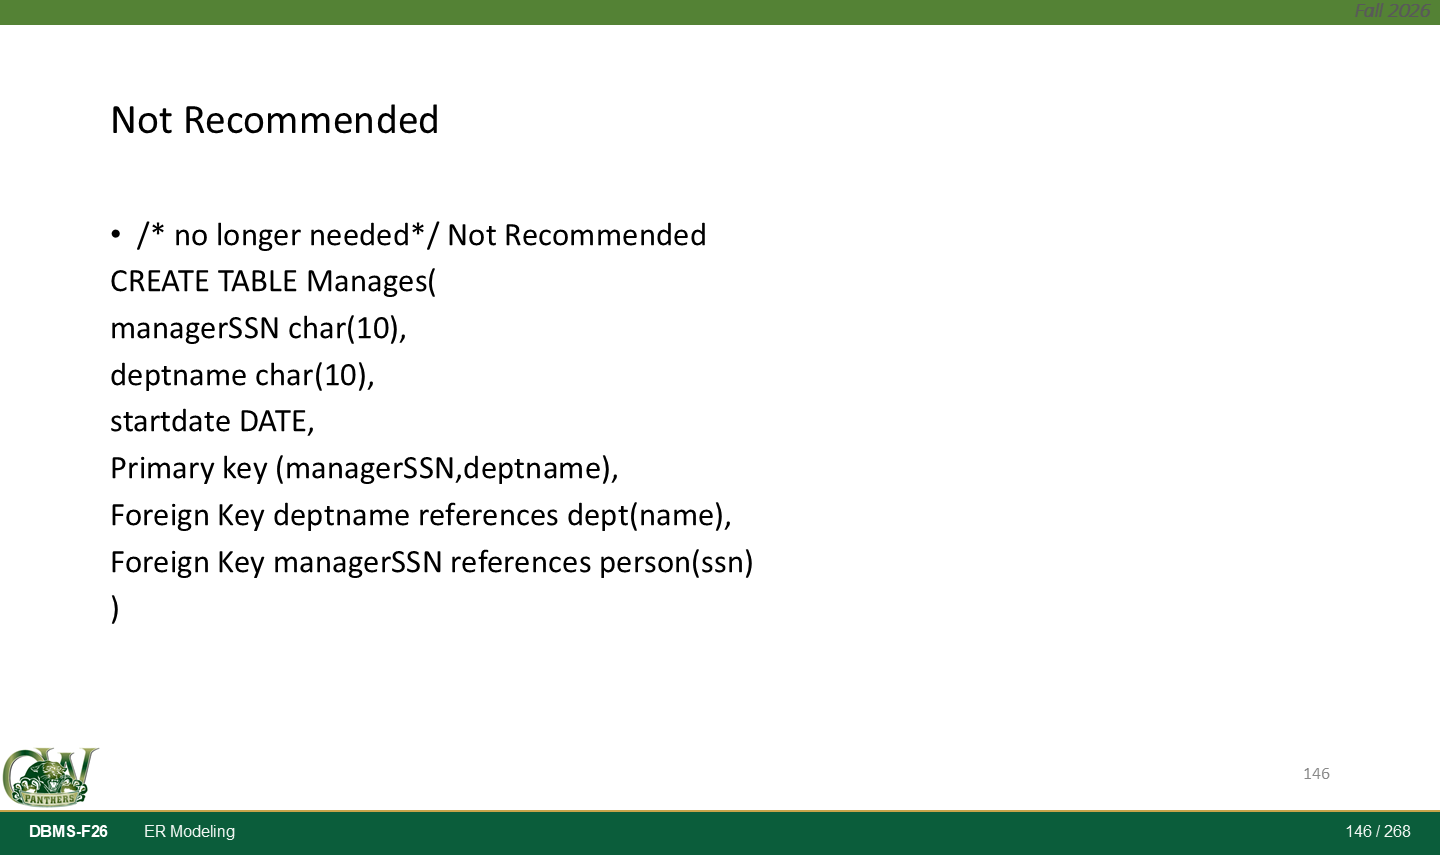 Fall 2026
Not Recommended
• /* no longer needed*/ Not Recommended
CREATE TABLE Manages(
managerSSN char(10),
deptname char(10),
startdate DATE,
Primary key (managerSSN,deptname),
Foreign Key deptname references dept(name),
Foreign Key managerSSN references person(ssn)
)
146
OW
PANTHERS
DBMS-F26 ER Modeling 146 / 268